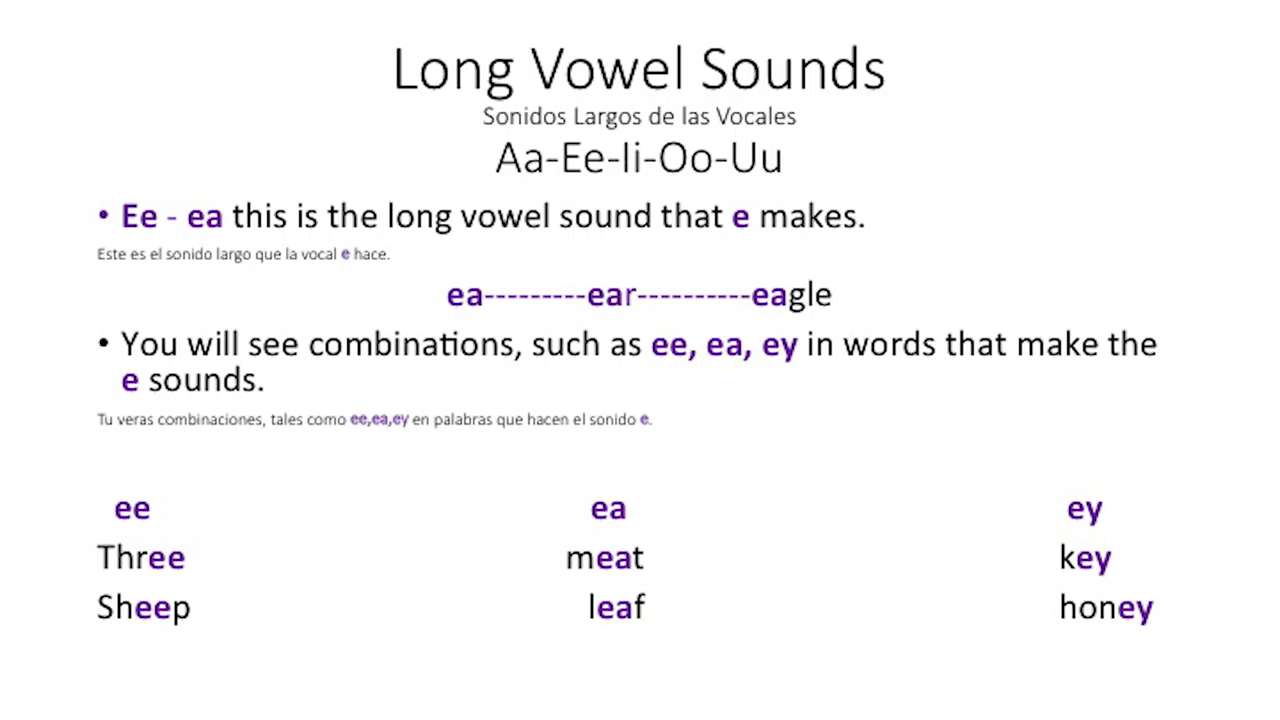 Long Vowel Sounds
Sonidos Largos de las Vocales
Aa-Ee-Ii-Oo-Uu
• Ee - ea this is the long vowel sound that e makes.
Este es el sonido largo que la vocal e hace.
ea---------ear----------eagle
• You will see combinations, such as ee, ea, ey in words that make the
e sounds.
Tu veras combinaciones, tales como ee,ea,ey en palabras que hacen el sonido e.
ee ea ey
Three meat key
Sheep leaf honey